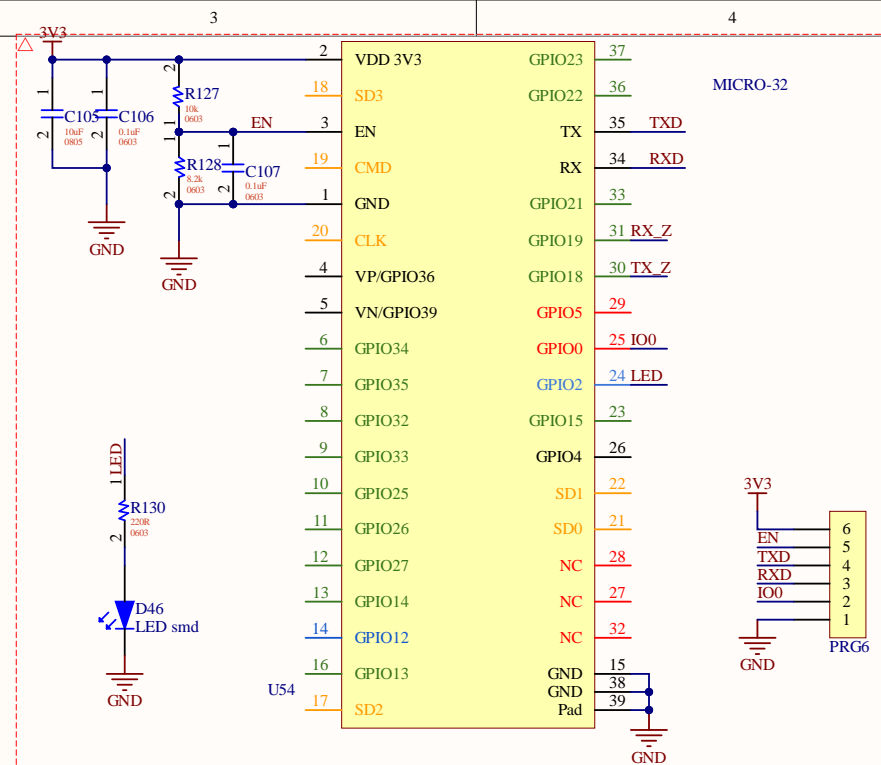 3 4
3V3
2 VDD 3V3 GPIO23 37
18 SD3 GPIO22 36
MICRO-32
3 EN TX 35 TXD
19 CMD RX 34 RXD
1 GND GPIO21 33
20 CLK GPIO19 31 RX_Z
4 VP/GPIO36 GPIO18 30 TX_Z
5 VN/GPIO39 GPIO5 29
6 GPIO34 GPIO0 25 IO0
7 GPIO35 GPIO2 24 LED
8 GPIO32 GPIO15 23
9 GPIO33 GPIO4 26
10 GPIO25 SD1 22
11 GPIO26 SD0 21
12 GPIO27 NC 28
13 GPIO14 NC 27
14 GPIO12 NC 32
16 GPIO13 GND 15
GND 38
17 SD2 Pad 39
U54
GND
1
C105
10uF
0805
2
1
C106
0.1uF
0603
2
GND
2
R127
10k
0603
1
EN
1
R128
8.2k
0603
2
1
C107
0.1uF
0603
2
GND
LED
1
R130
220R
0603
2
D46
LED smd
GND
3V3
6
EN 5
TXD 4
RXD 3
IO0 2
1
GND
PRG6